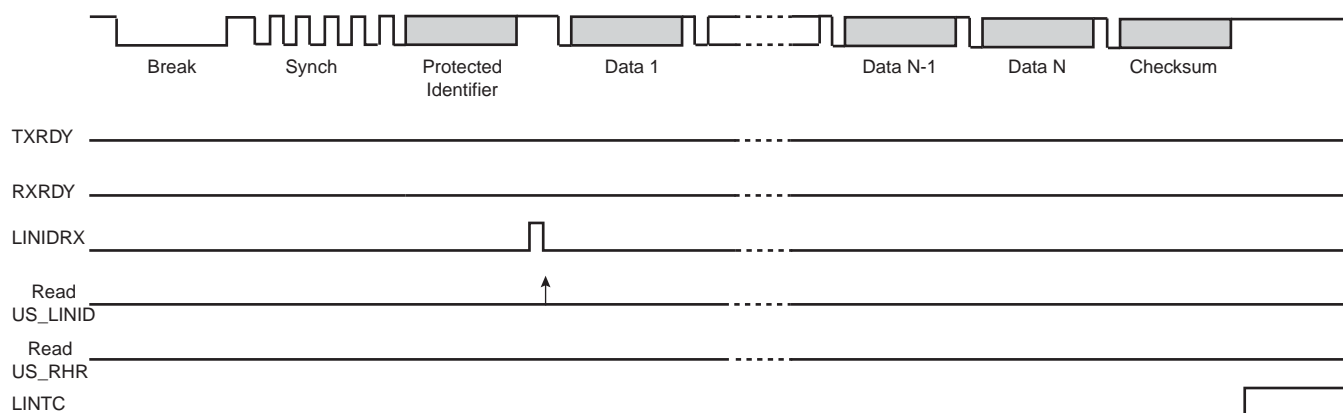 Break Synch Protected Identifier Data 1 Data N-1 Data N Checksum
TXRDY
RXRDY
LINIDRX
Read
US_LINID
Read
US_RHR
LINTC